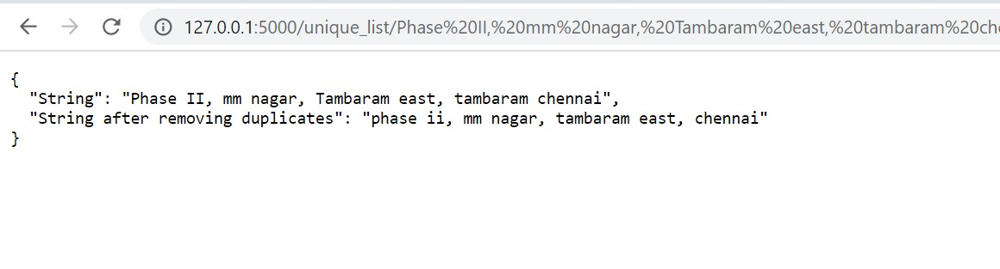 127.0.0.1:5000/unique_list/Phase%20II,%20mm%20nagar,%20Tambaram%20east,%20tambaram%20ch
{
"String": "Phase II, mm nagar, Tambaram east, tambaram chennai",
"String after removing duplicates": "phase ii, mm nagar, tambaram east, chennai"
}